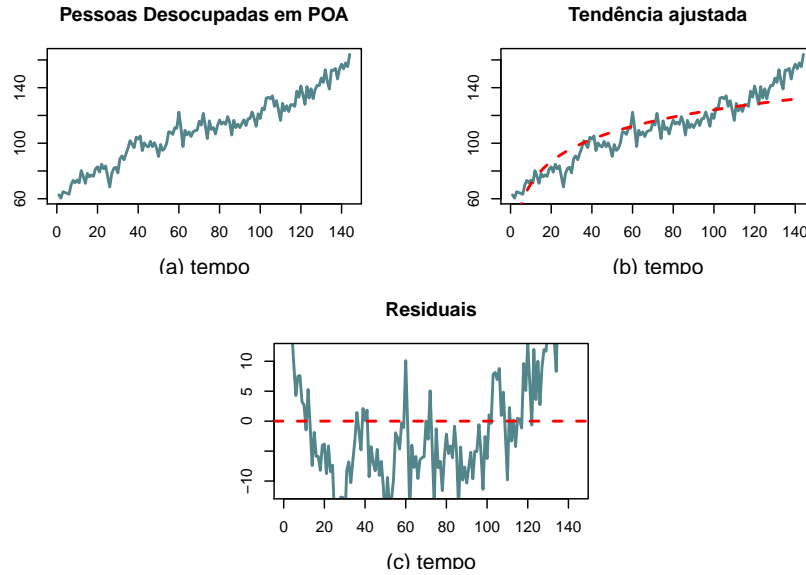 Pessoas Desocupadas em POA
60
100
140
0 20 40 60 80 100 120 140
(a) tempo
Tendência ajustada
60
100
140
0 20 40 60 80 100 120 140
(b) tempo
Residuais
−10
0
5
10
0 20 40 60 80 100 120 140
(c) tempo